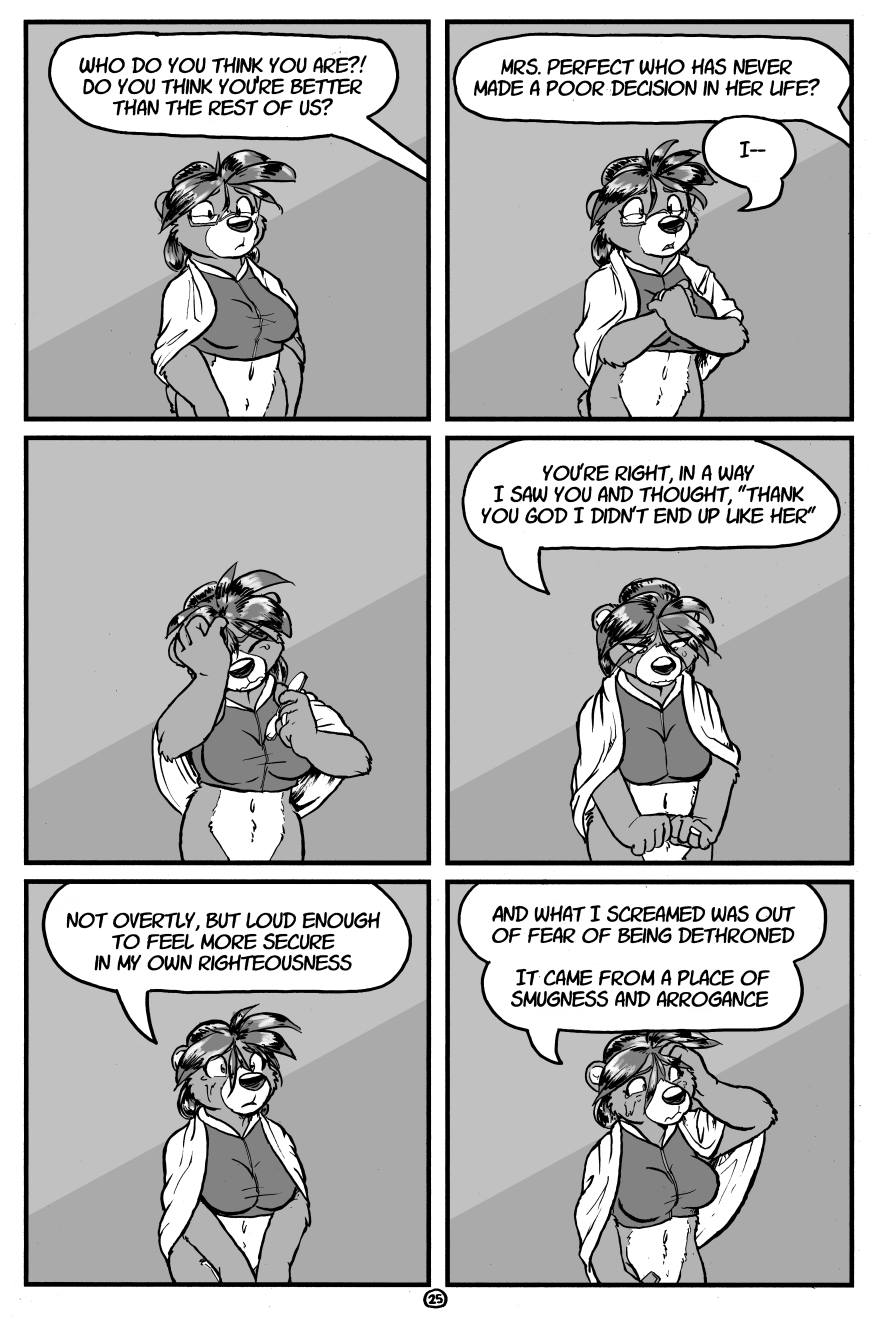 WHO DO YOU THINK YOU ARE?!
DO YOU THINK YOU'RE BETTER
THAN THE REST OF US?
MRS. PERFECT WHO HAS NEVER
MADE A POOR DECISION IN HER LIFE?
I--
YOU'RE RIGHT, IN A WAY
I SAW YOU AND THOUGHT, "THANK
YOU GOD I DIDN'T END UP LIKE HER"
NOT OVERTLY, BUT LOUD ENOUGH
TO FEEL MORE SECURE
IN MY OWN RIGHTEOUSNESS
AND WHAT I SCREAMED WAS OUT
OF FEAR OF BEING DETHRONED
IT CAME FROM A PLACE OF
SMUGNESS AND ARROGANCE
25